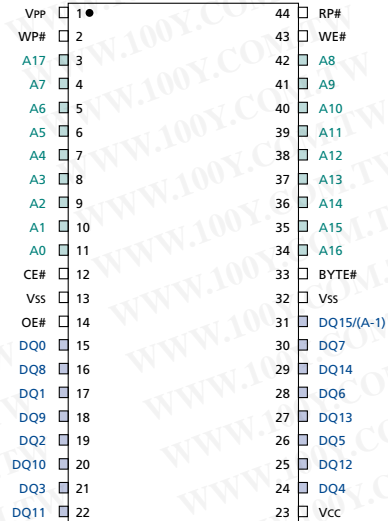 VPP 1 44 RP#
WP# 2 43 WE#
A17 3 42 A8
A7 4 41 A9
A6 5 40 A10
A5 6 39 A11
A4 7 38 A12
A3 8 37 A13
A2 9 36 A14
A1 10 35 A15
A0 11 34 A16
CE# 12 33 BYTE#
Vss 13 32 Vss
OE# 14 31 DQ15/(A-1)
DQ0 15 30 DQ7
DQ8 16 29 DQ14
DQ1 17 28 DQ6
DQ9 18 27 DQ13
DQ2 19 26 DQ5
DQ10 20 25 DQ12
DQ3 21 24 DQ4
DQ11 22 23 Vcc
WWW.100Y.COM.TW